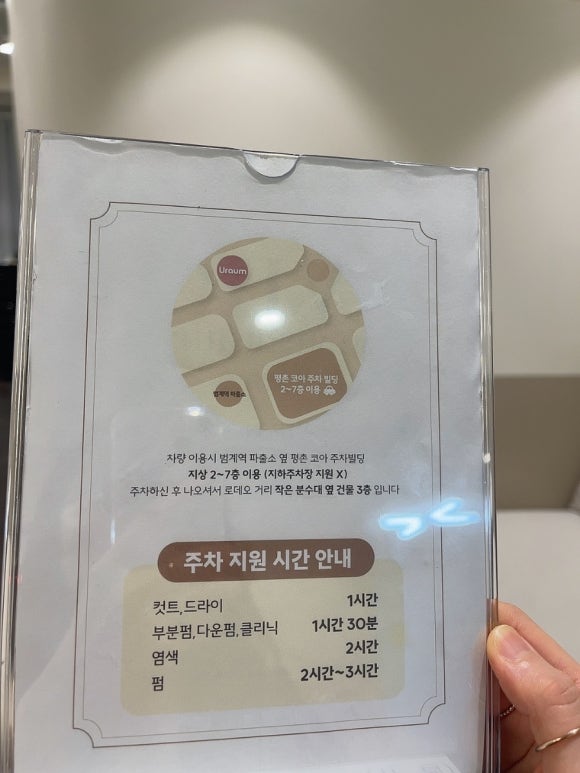 Uraum
평촌 코아 주차 빌딩
2~7층 이용
범계역 파출소
차량 이용시 범계역 파출소 옆 평촌 코아 주차빌딩
지상 2~7층 이용 (지하주차장 지원 X)
주차하신 후 나오셔서 로데오 거리 작은 분수대 옆 건물 3층 입니다
주차 지원 시간 안내
컷트,드라이 1시간
부분펌,다운펌,클리닉 1시간 30분
염색 2시간
펌 2시간~3시간